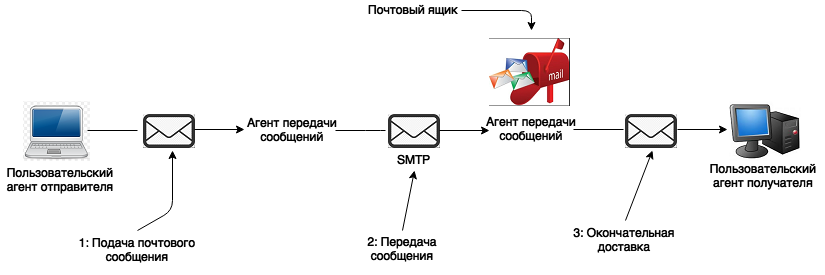 Почтовый ящик
mail
Агент передачи
сообщений
Агент передачи
сообщений
SMTP
Пользовательский
агент отправителя
Пользовательский
агент получателя
1: Подача почтового
сообщения
2: Передача
сообщения
3: Окончательная
доставка